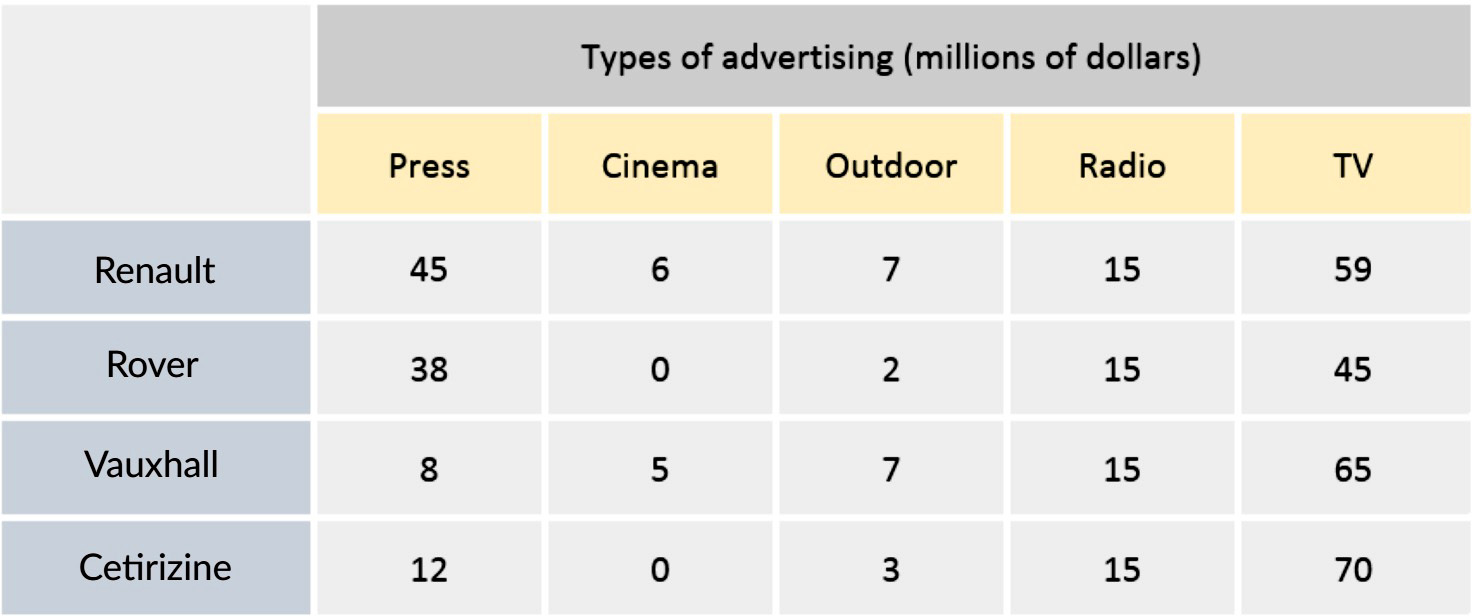 Types of advertising (millions of dollars)
Press Cinema Outdoor Radio TV
Renault 45 6 7 15 59
Rover 38 0 2 15 45
Vauxhall 8 5 7 15 65
Cetirizine 12 0 3 15 70